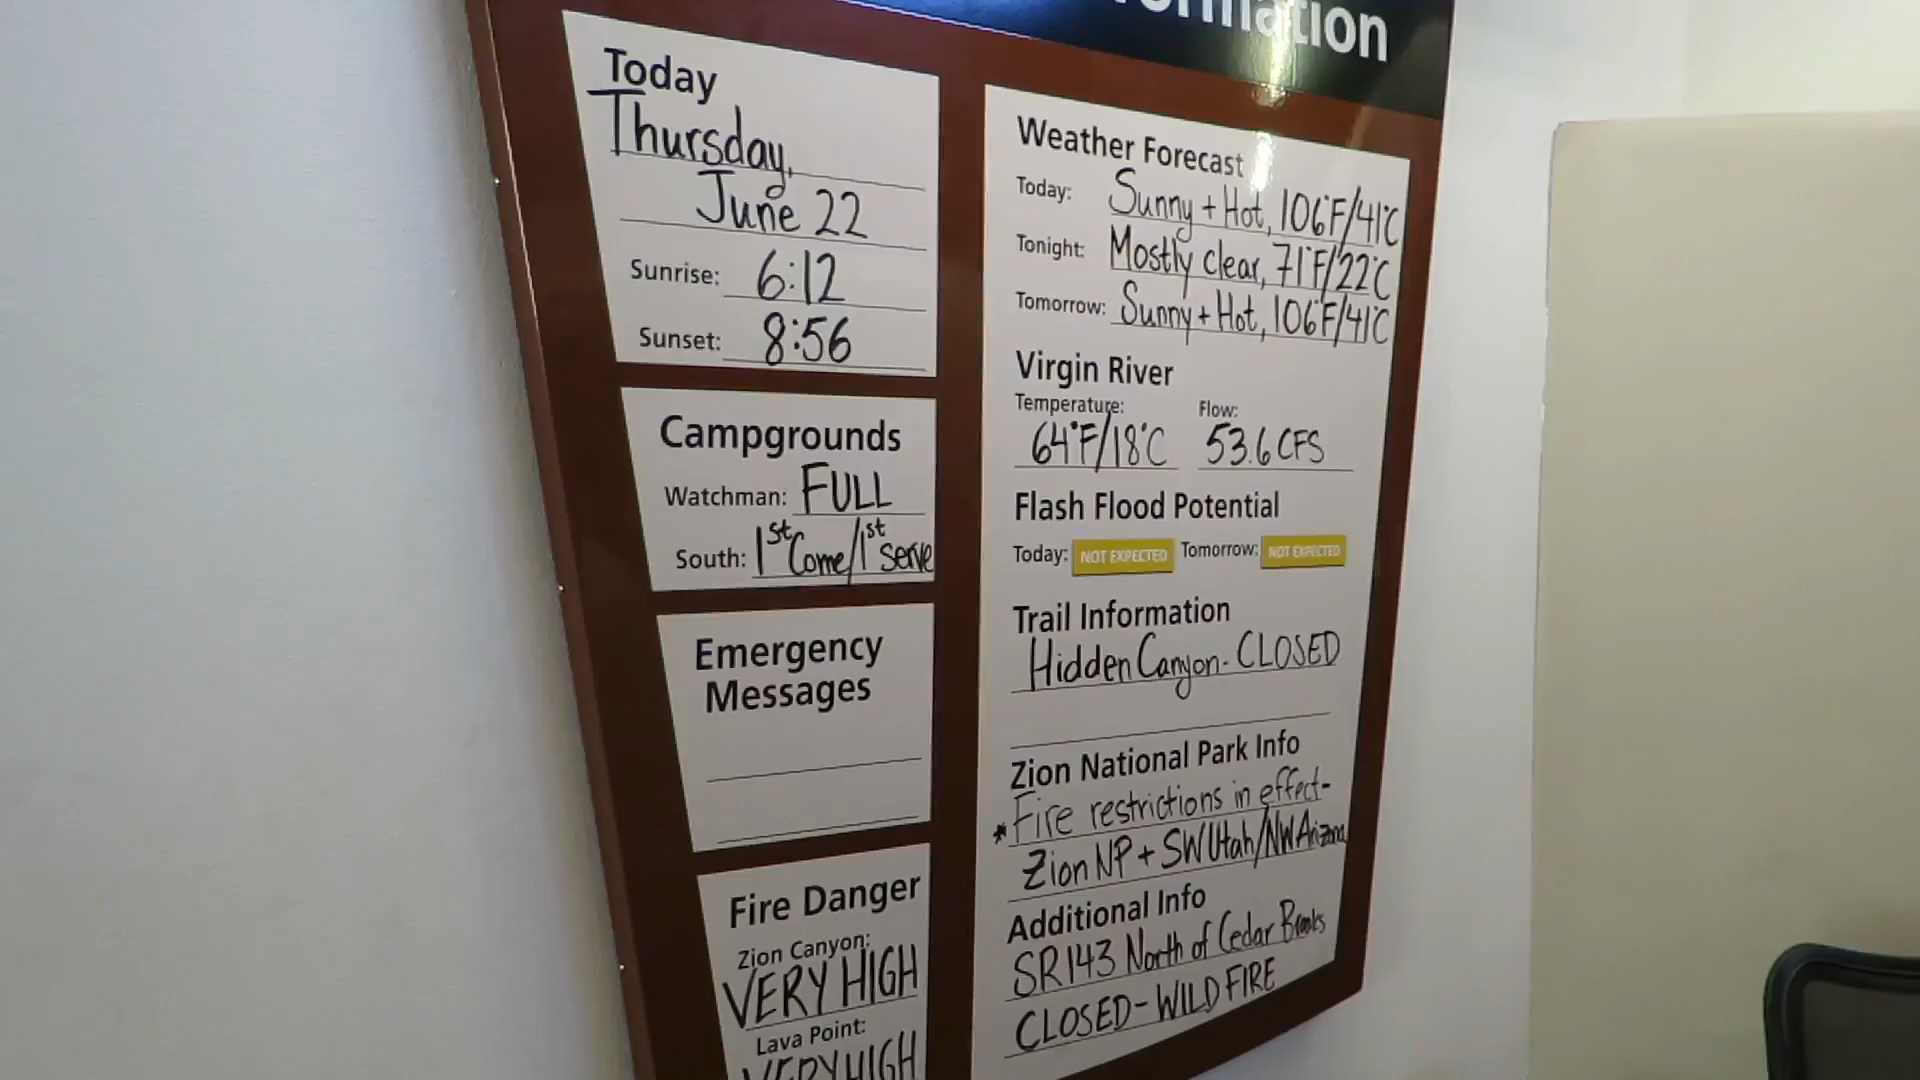 Today
Thursday,
June 22
Sunrise: 6:12
Sunset: 8:56
Campgrounds
Watchman: FULL
South: 1st Come/1st serve
Emergency
Messages
Fire Danger
Zion Canyon:
VERY HIGH
Lava Point:
VERY HIGH
Weather Forecast
Today: Sunny + Hot, 106°F/41°C
Tonight: Mostly clear, 71°F/22°C
Tomorrow: Sunny + Hot, 106°F/41°C
Virgin River
Temperature: Flow:
64°F/18°C 53.6 CFS
Flash Flood Potential
Today: NOT EXPECTED Tomorrow: NOT EXPECTED
Trail Information
Hidden Canyon - CLOSED
Zion National Park Info
* Fire restrictions in effect-
Zion NP + SW Utah/NW Arizona
Additional Info
SR143 North of Cedar Breaks
CLOSED - WILDFIRE